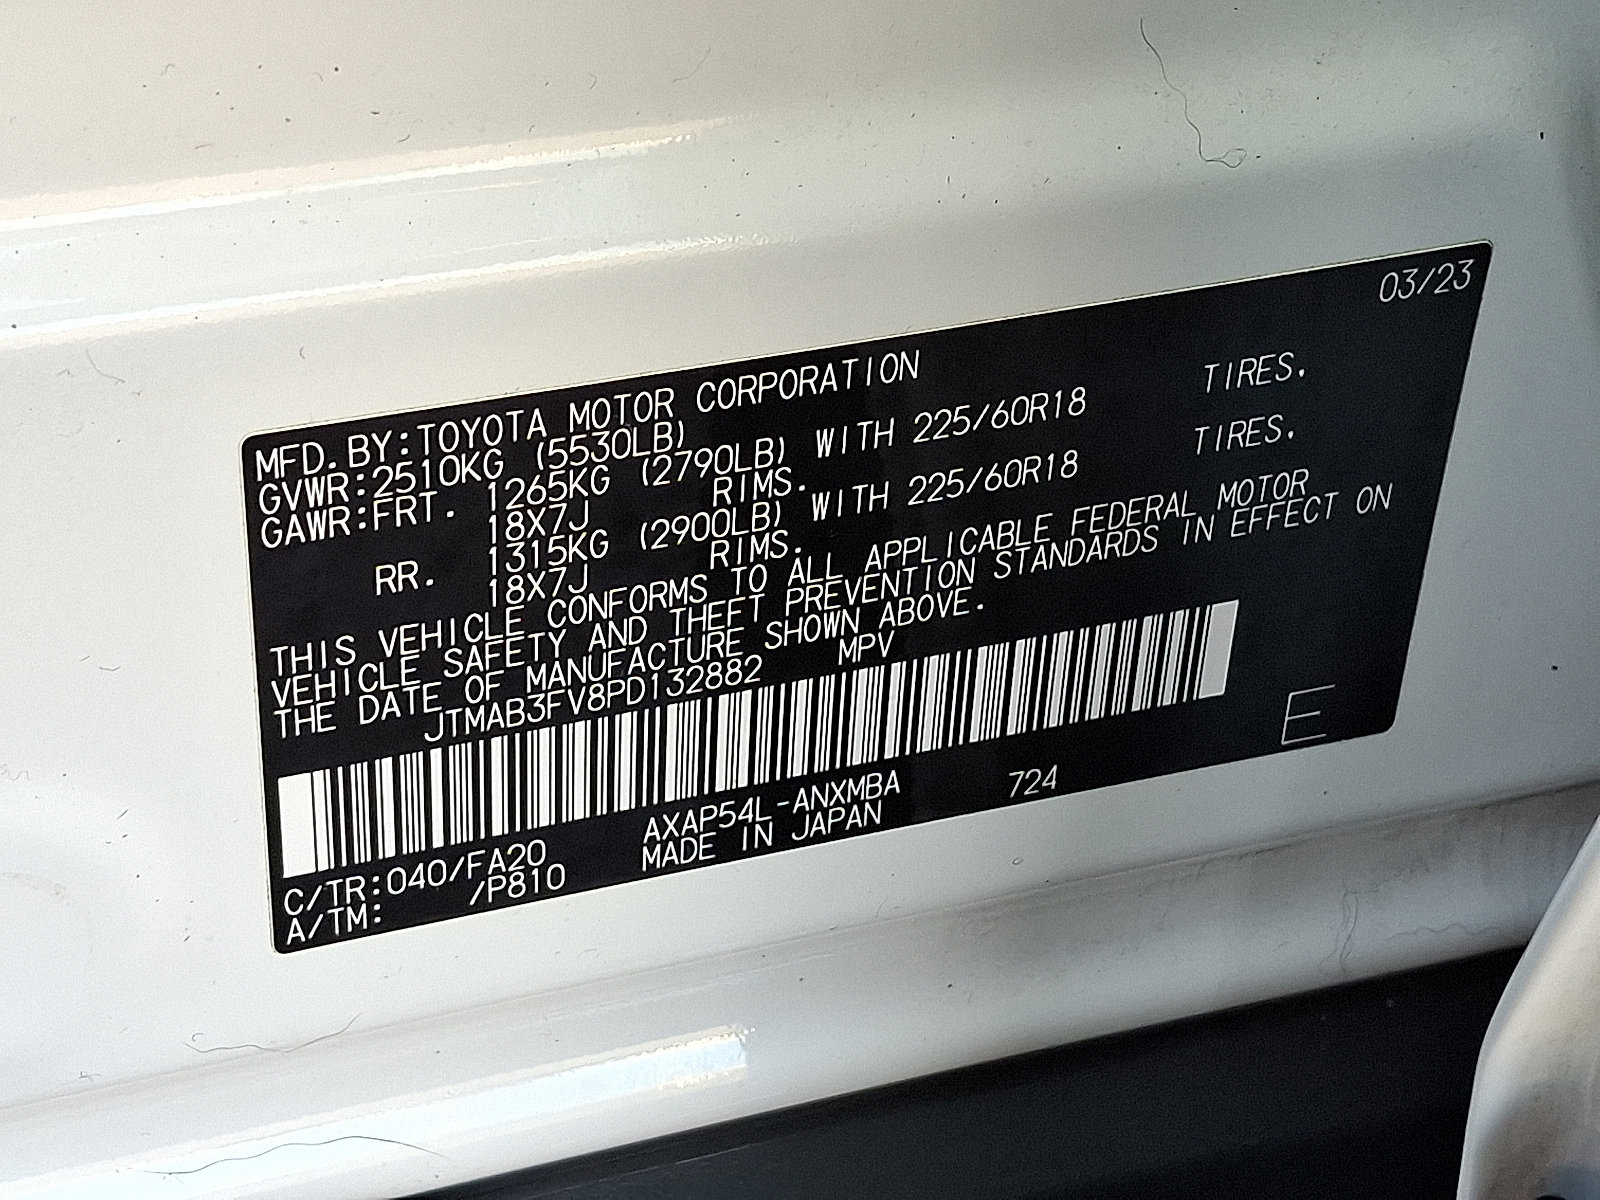 03/23
MFD.BY:TOYOTA MOTOR CORPORATION
GVWR:2510KG (5530LB)
GAWR:FRT. 1265KG (2790LB) WITH 225/60R18 TIRES.
18X7J RIMS.
RR. 1315KG (2900LB) WITH 225/60R18 TIRES.
18X7J RIMS.
THIS VEHICLE CONFORMS TO ALL APPLICABLE FEDERAL MOTOR
VEHICLE SAFETY AND THEFT PREVENTION STANDARDS IN EFFECT ON
THE DATE OF MANUFACTURE SHOWN ABOVE.
JTMAB3FV8PD132882 MPV
E
C/TR:040/FA20 AXAP54L-ANXMBA 724
A/TM: /P810 MADE IN JAPAN